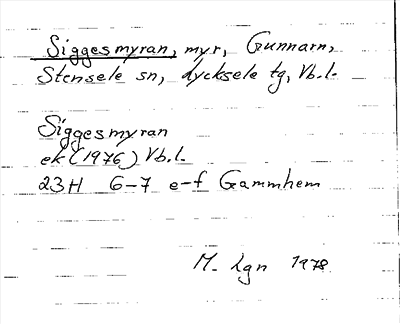 Siggesmyran, myr, Gunnarn,
Stensele sn, Lycksele tg, Vb.l.
Siggesmyran
ek (1976) Vb.l.
23H 6-7 e-f Gammhem
M. Lgn 1978